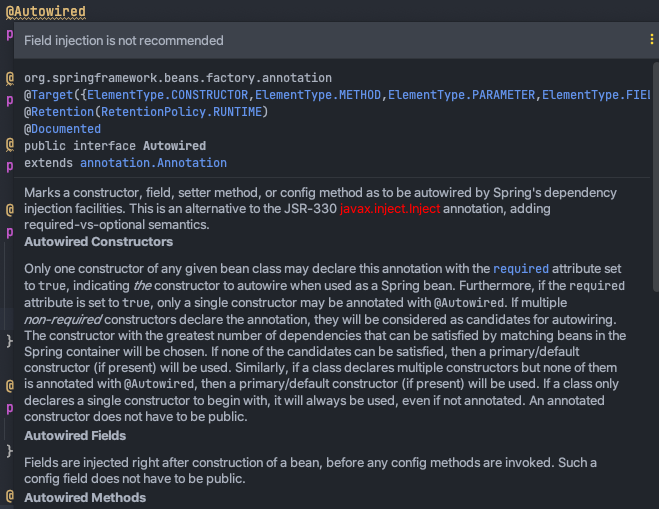 @Autowired
p
Field injection is not recommended
@
org.springframework.beans.factory.annotation
p
@Target({ElementType.CONSTRUCTOR,ElementType.METHOD,ElementType.PARAMETER,ElementType.FIEL
@Retention(RetentionPolicy.RUNTIME)
@Documented
@
public interface Autowired
p
extends annotation.Annotation
Marks a constructor, field, setter method, or config method as to be autowired by Spring's dependency
@
injection facilities. This is an alternative to the JSR-330 javax.inject.Inject annotation, adding
p
required-vs-optional semantics.
Autowired Constructors
Only one constructor of any given bean class may declare this annotation with the required attribute set
to true, indicating the constructor to autowire when used as a Spring bean. Furthermore, if the required
attribute is set to true, only a single constructor may be annotated with @Autowired. If multiple
non-required constructors declare the annotation, they will be considered as candidates for autowiring.
}
The constructor with the greatest number of dependencies that can be satisfied by matching beans in the
Spring container will be chosen. If none of the candidates can be satisfied, then a primary/default
constructor (if present) will be used. Similarly, if a class declares multiple constructors but none of them
@
is annotated with @Autowired, then a primary/default constructor (if present) will be used. If a class only
p
declares a single constructor to begin with, it will always be used, even if not annotated. An annotated
constructor does not have to be public.
Autowired Fields
}
Fields are injected right after construction of a bean, before any config methods are invoked. Such a
config field does not have to be public.
@
Autowired Methods